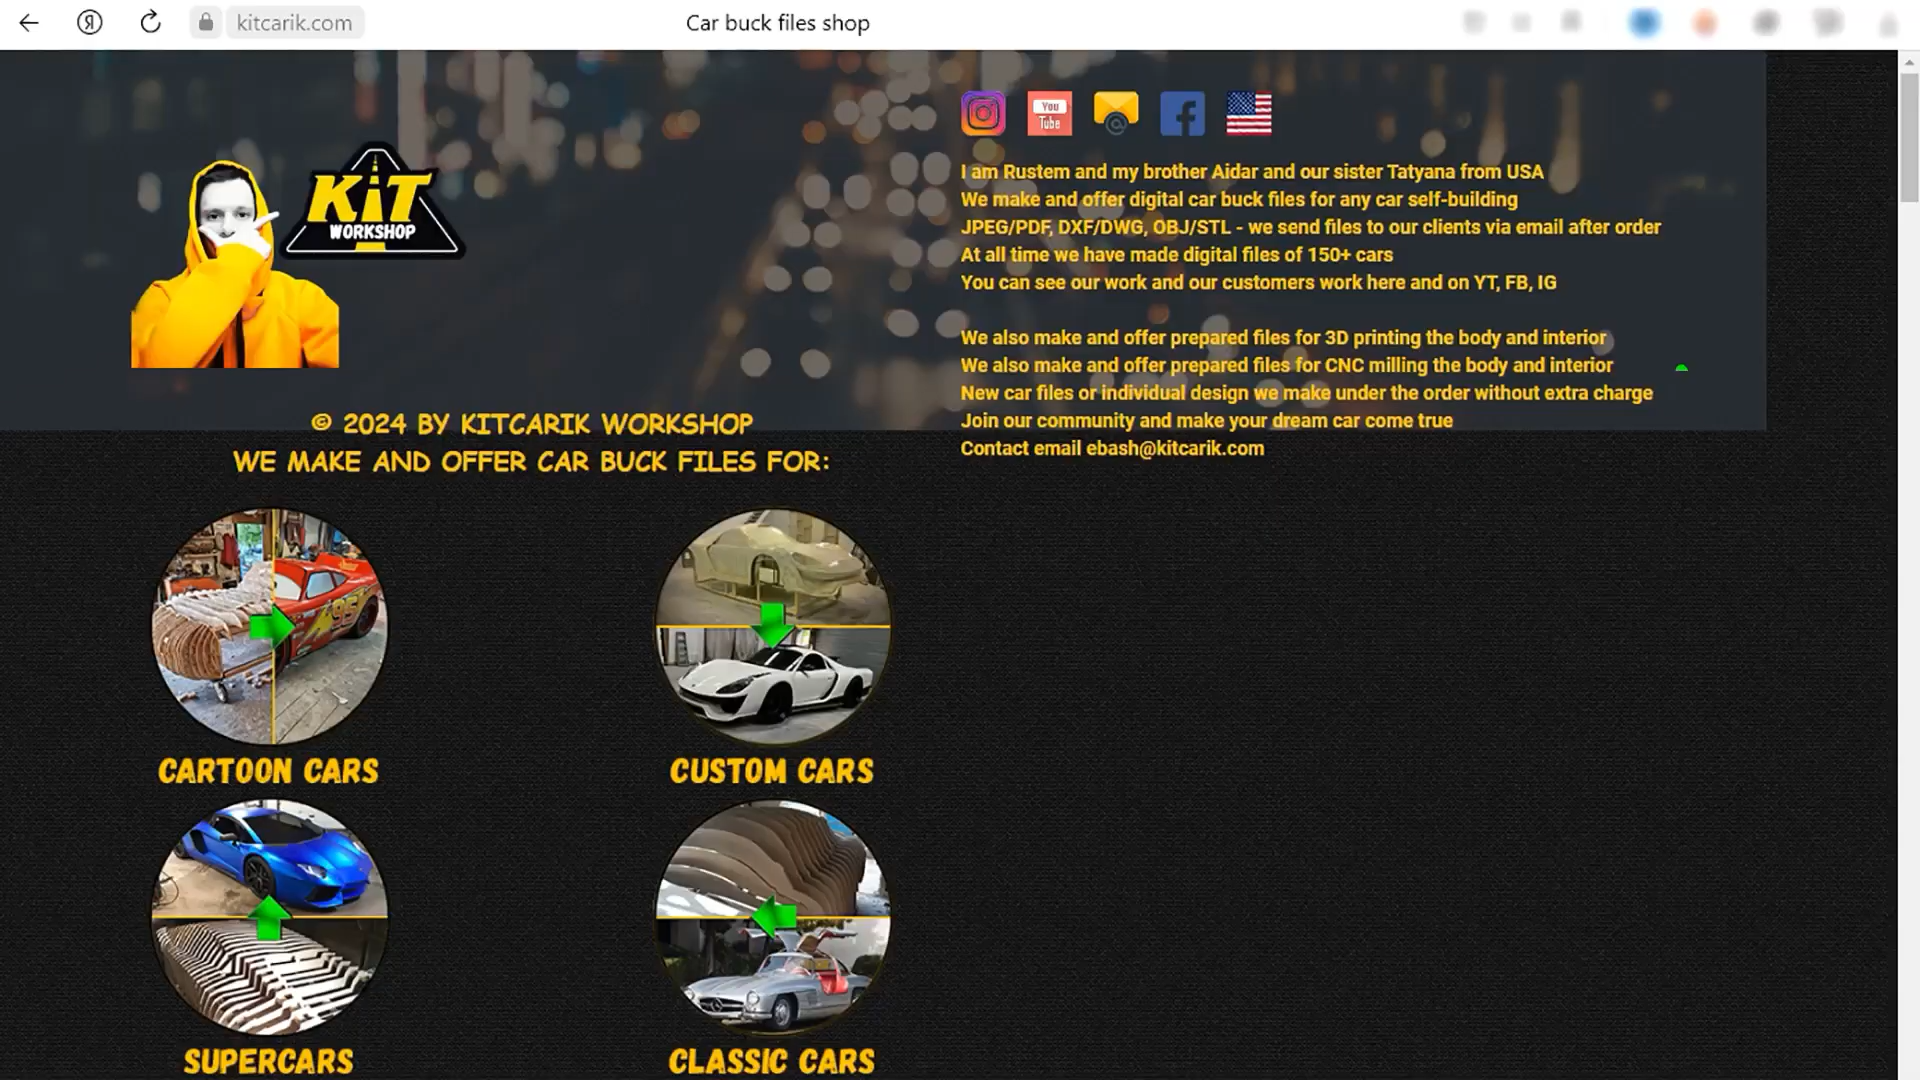 kitcarik.com
Car buck files shop
You
Tube
KiT
WORKSHOP
I am Rustem and my brother Aidar and our sister Tatyana from USA
We make and offer digital car buck files for any car self-building
JPEG/PDF, DXF/DWG, OBJ/STL - we send files to our clients via email after order
At all time we have made digital files of 150+ cars
You can see our work and our customers work here and on YT, FB, IG
We also make and offer prepared files for 3D printing the body and interior
We also make and offer prepared files for CNC milling the body and interior
New car files or individual design we make under the order without extra charge
Join our community and make your dream car come true
Contact email ebash@kitcarik.com
© 2024 BY KITCARIK WORKSHOP
WE MAKE AND OFFER CAR BUCK FILES FOR:
95
CARTOON CARS
CUSTOM CARS
SUPERCARS
CLASSIC CARS